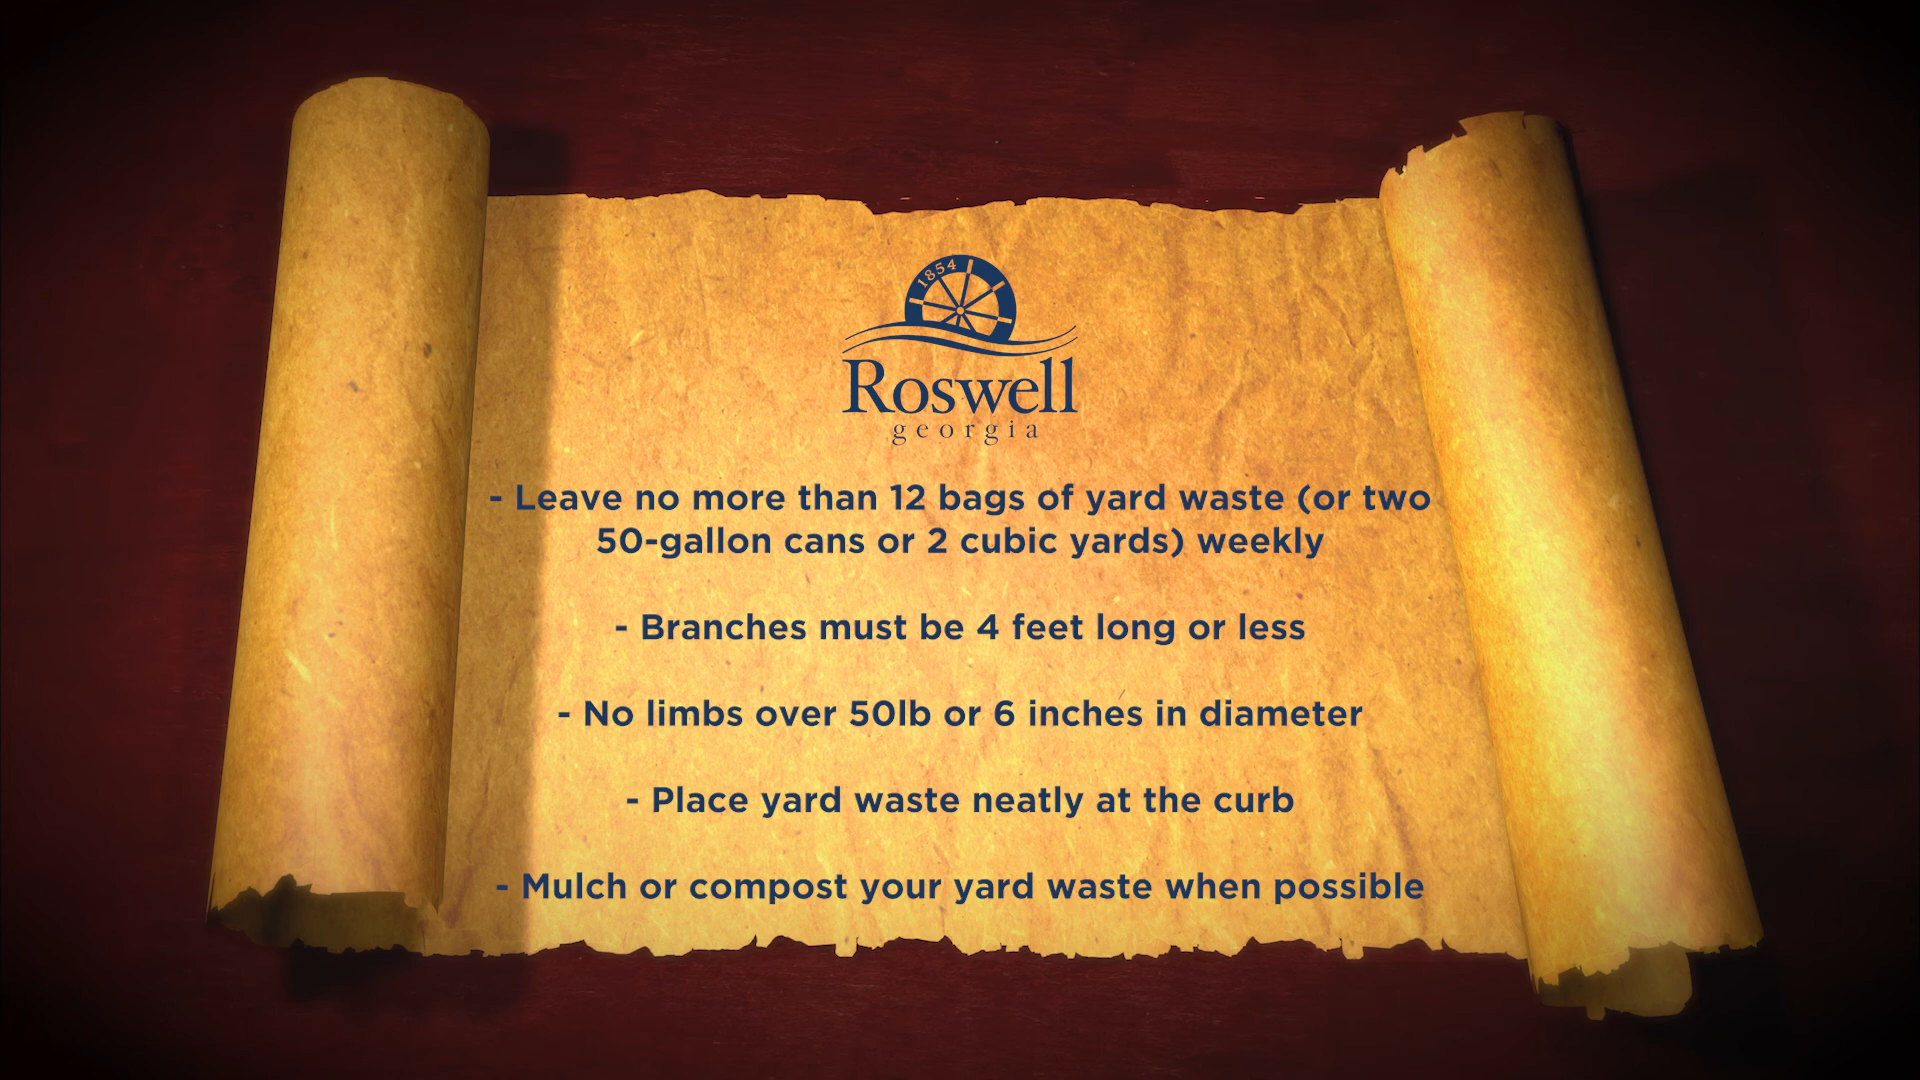 1854
Roswell
georgia
- Leave no more than 12 bags of yard waste (or two
50-gallon cans or 2 cubic yards) weekly
- Branches must be 4 feet long or less
- No limbs over 50lb or 6 inches in diameter
- Place yard waste neatly at the curb
- Mulch or compost your yard waste when possible